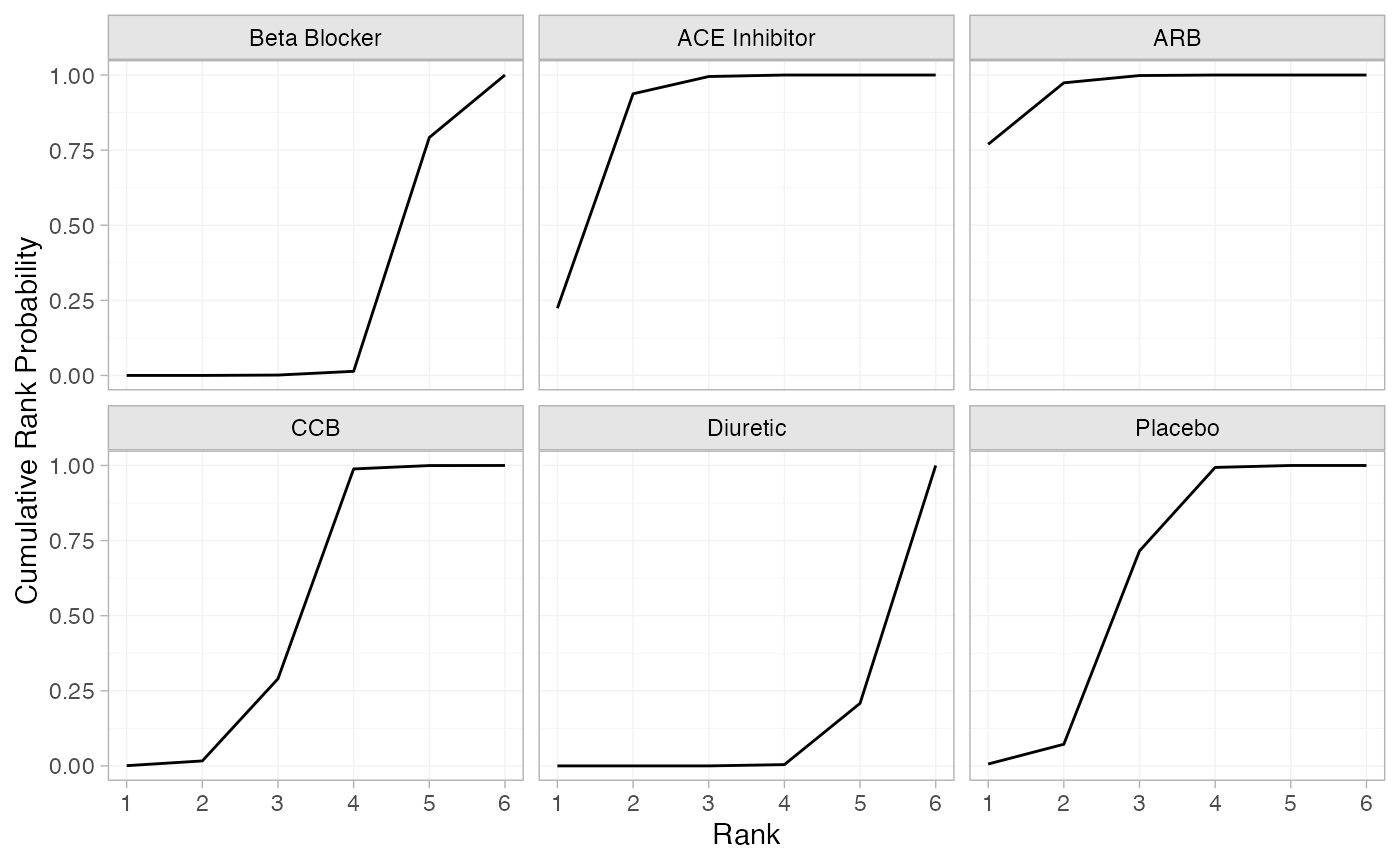 Beta Blocker
ACE Inhibitor
ARB
1.00
0.75
0.50
0.25
0.00
CCB
Diuretic
Placebo
1.00
0.75
0.50
0.25
0.00
1 2 3 4 5 6
1 2 3 4 5 6
1 2 3 4 5 6
Rank
Cumulative Rank Probability